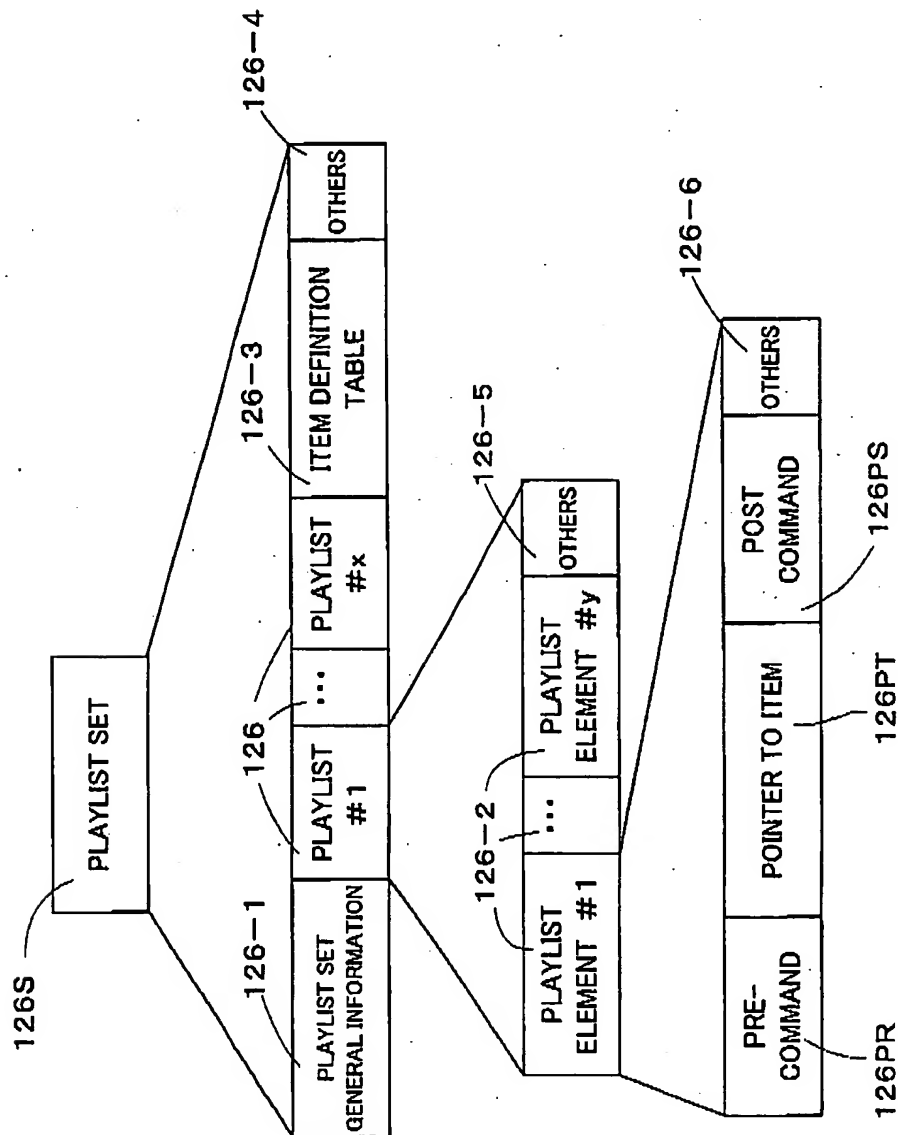 126S
PLAYLIST SET
126-1
126
126-3
126-4
PLAYLIST SET
GENERAL INFORMATION
PLAYLIST
#1
...
PLAYLIST
#x
ITEM DEFINITION
TABLE
OTHERS
126-2
126-5
PLAYLIST
ELEMENT #1
...
PLAYLIST
ELEMENT #y
OTHERS
126-6
PRE-
COMMAND
POINTER TO ITEM
POST
COMMAND
OTHERS
126PR
126PT
126PS